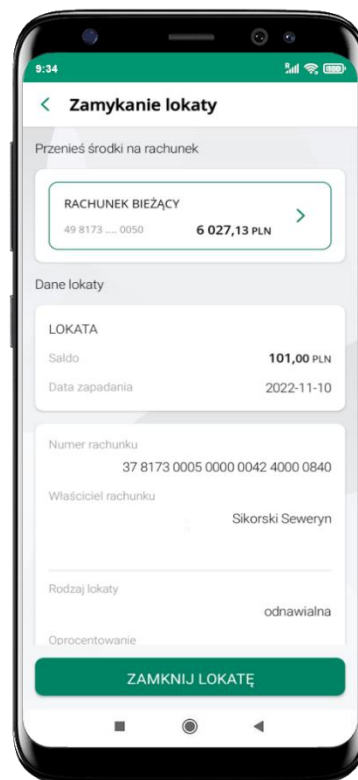 9:34
Zamykanie lokaty
Przenieś środki na rachunek
RACHUNEK BIEŻĄCY
49 8173 .... 0050 6 027,13 PLN
Dane lokaty
LOKATA
Saldo 101,00 PLN
Data zapadania 2022-11-10
Numer rachunku
37 8173 0005 0000 0042 4000 0840
Właściciel rachunku
Sikorski Seweryn
Rodzaj lokaty
odnawialna
Oprocentowanie
ZAMKNIJ LOKATĘ